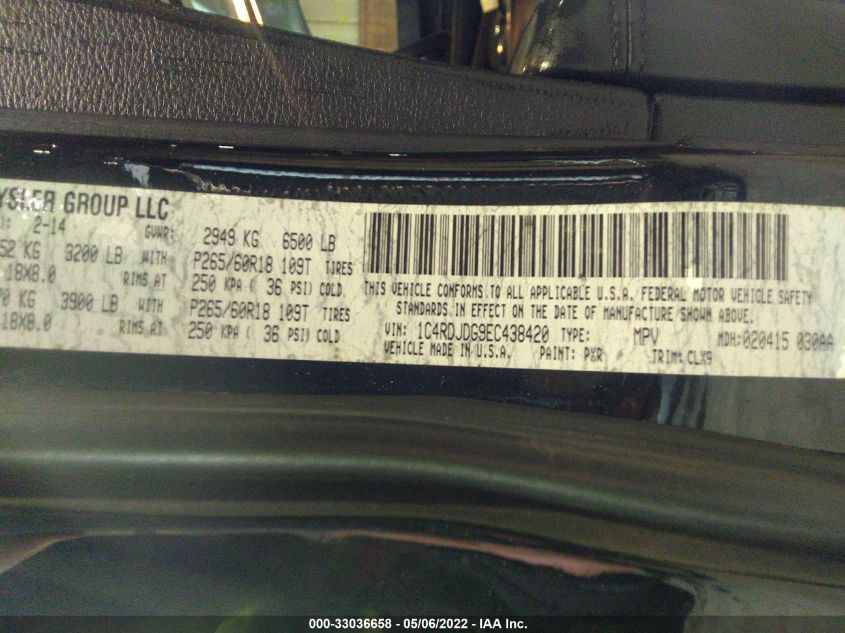 YSLER GROUP LLC
: 2-14 GVWR: 2949 KG 6500 LB
52 KG 3200 LB WITH P265/60R18 109T TIRES
18X8.0 RIMS AT 250 KPA ( 36 PSI) COLD
0 KG 3900 LB WITH P265/60R18 109T TIRES
18X8.0 RIMS AT 250 KPA ( 36 PSI) COLD
THIS VEHICLE CONFORMS TO ALL APPLICABLE U.S.A. FEDERAL MOTOR VEHICLE SAFETY
STANDARDS IN EFFECT ON THE DATE OF MANUFACTURE SHOWN ABOVE.
VIN: 1C4RDJDG9EC438420 TYPE: MPV MDH:020415 030AA
VEHICLE MADE IN U.S.A. PAINT: PXR TRIM:CLX9
000-33036658 - 05/06/2022 - IAA Inc.